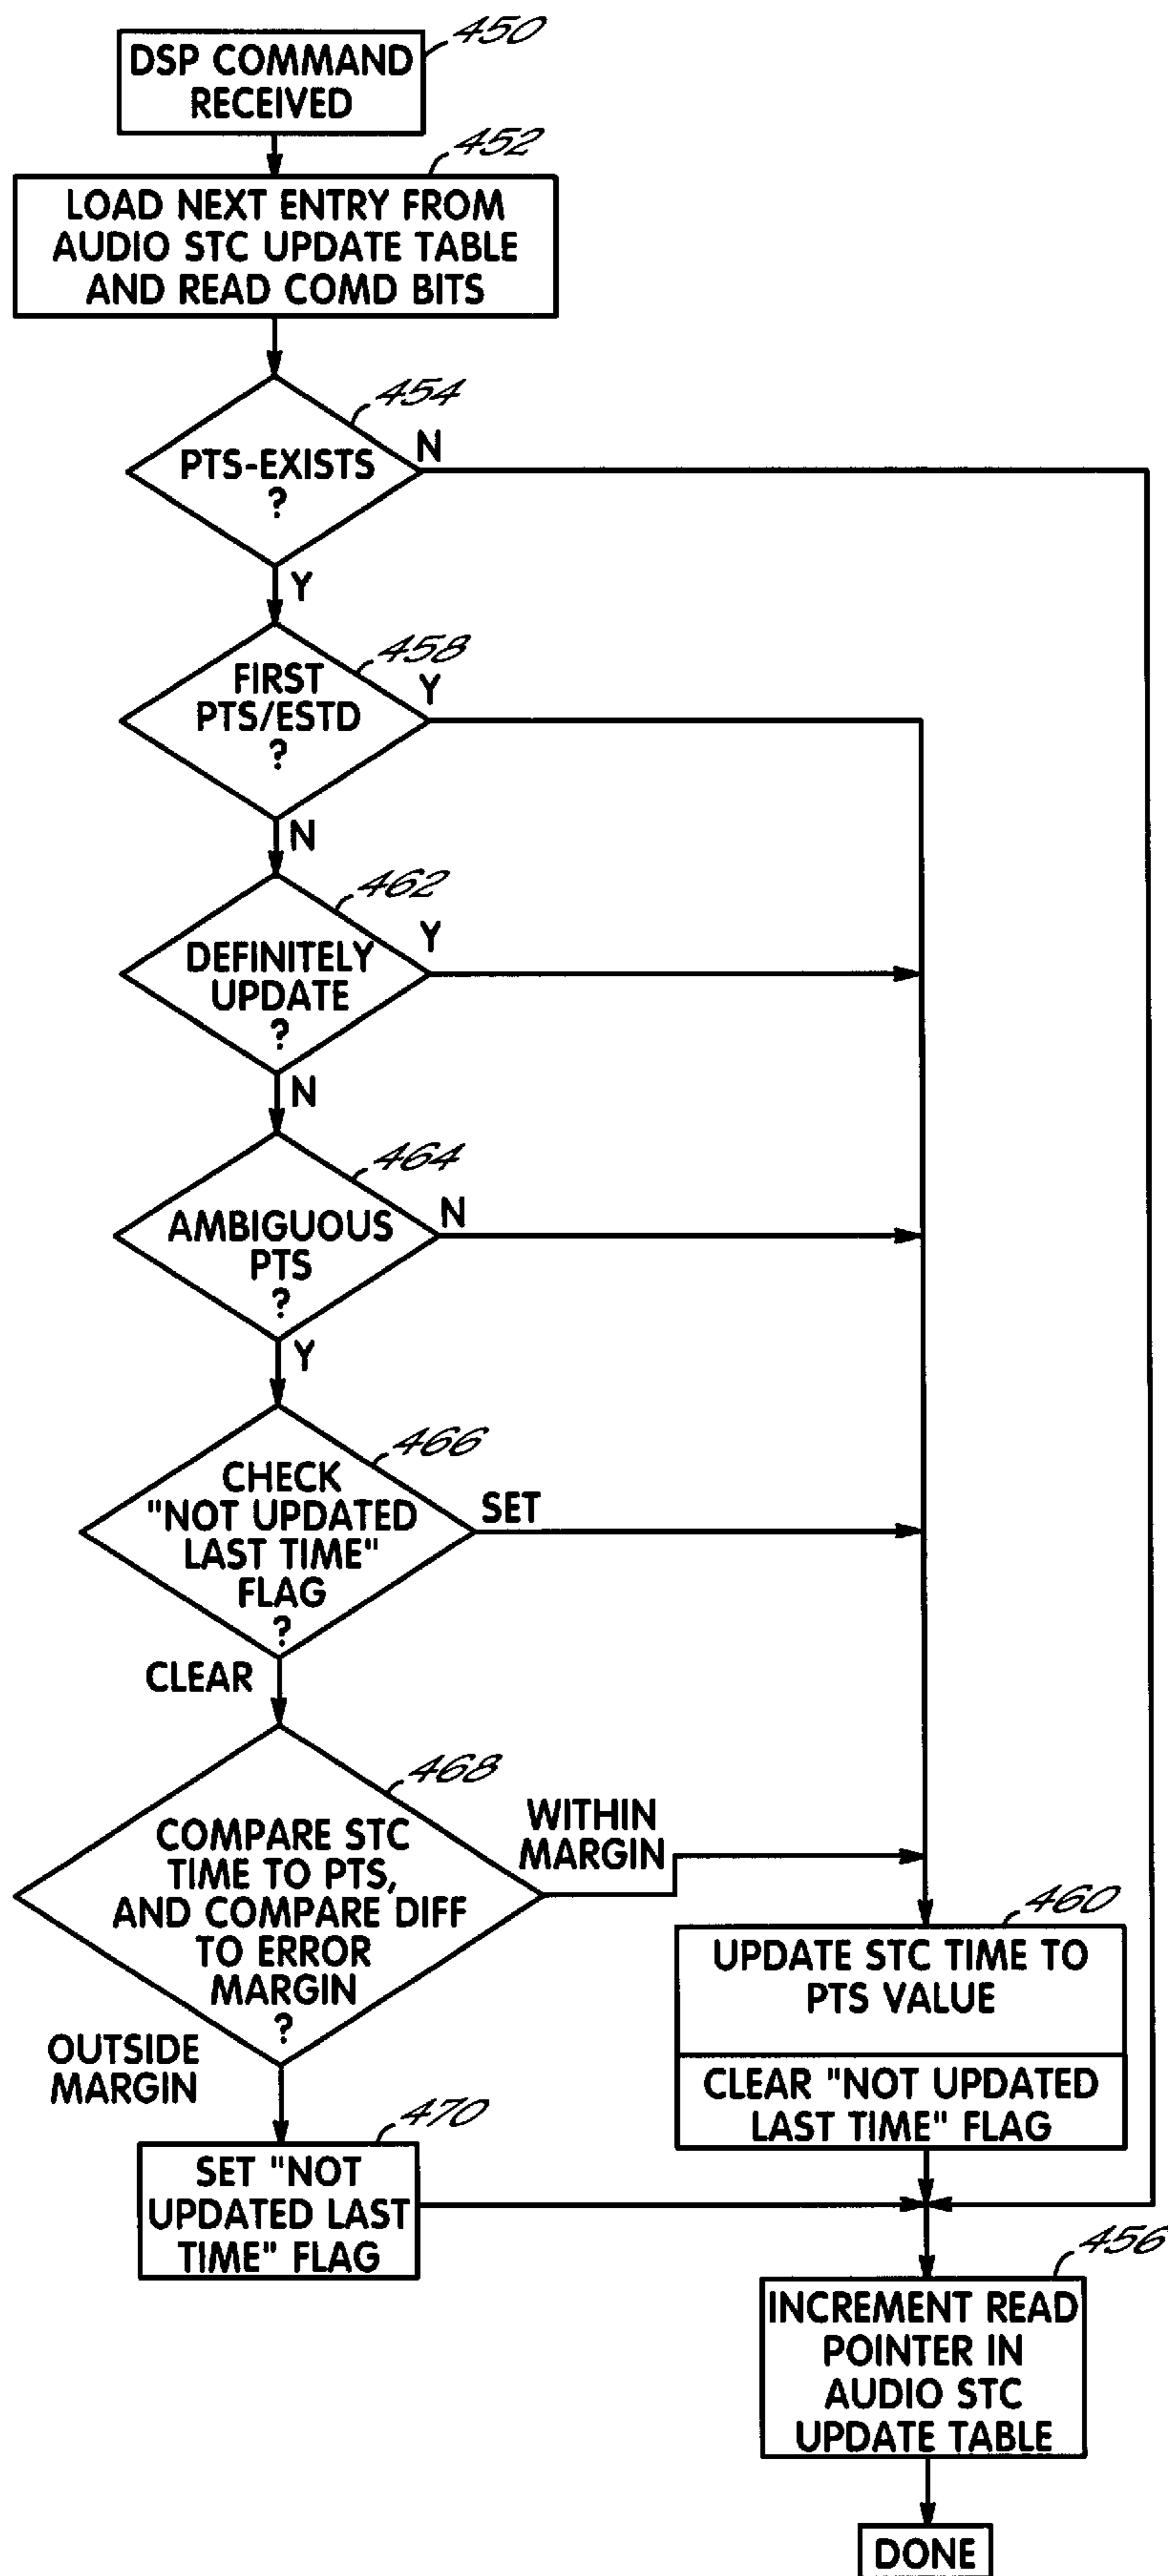 450
DSP COMMAND
RECEIVED
452
LOAD NEXT ENTRY FROM
AUDIO STC UPDATE TABLE
AND READ COMD BITS
454
PTS-EXISTS
?
N
Y
458
FIRST
PTS/ESTD
?
Y
N
462
DEFINITELY
UPDATE
?
Y
N
464
AMBIGUOUS
PTS
?
N
Y
466
CHECK
"NOT UPDATED
LAST TIME"
FLAG
?
SET
CLEAR
468
COMPARE STC
TIME TO PTS,
AND COMPARE DIFF
TO ERROR
MARGIN
?
WITHIN
MARGIN
OUTSIDE
MARGIN
460
UPDATE STC TIME TO
PTS VALUE
CLEAR "NOT UPDATED
LAST TIME" FLAG
470
SET "NOT
UPDATED LAST
TIME" FLAG
456
INCREMENT READ
POINTER IN
AUDIO STC
UPDATE TABLE
DONE